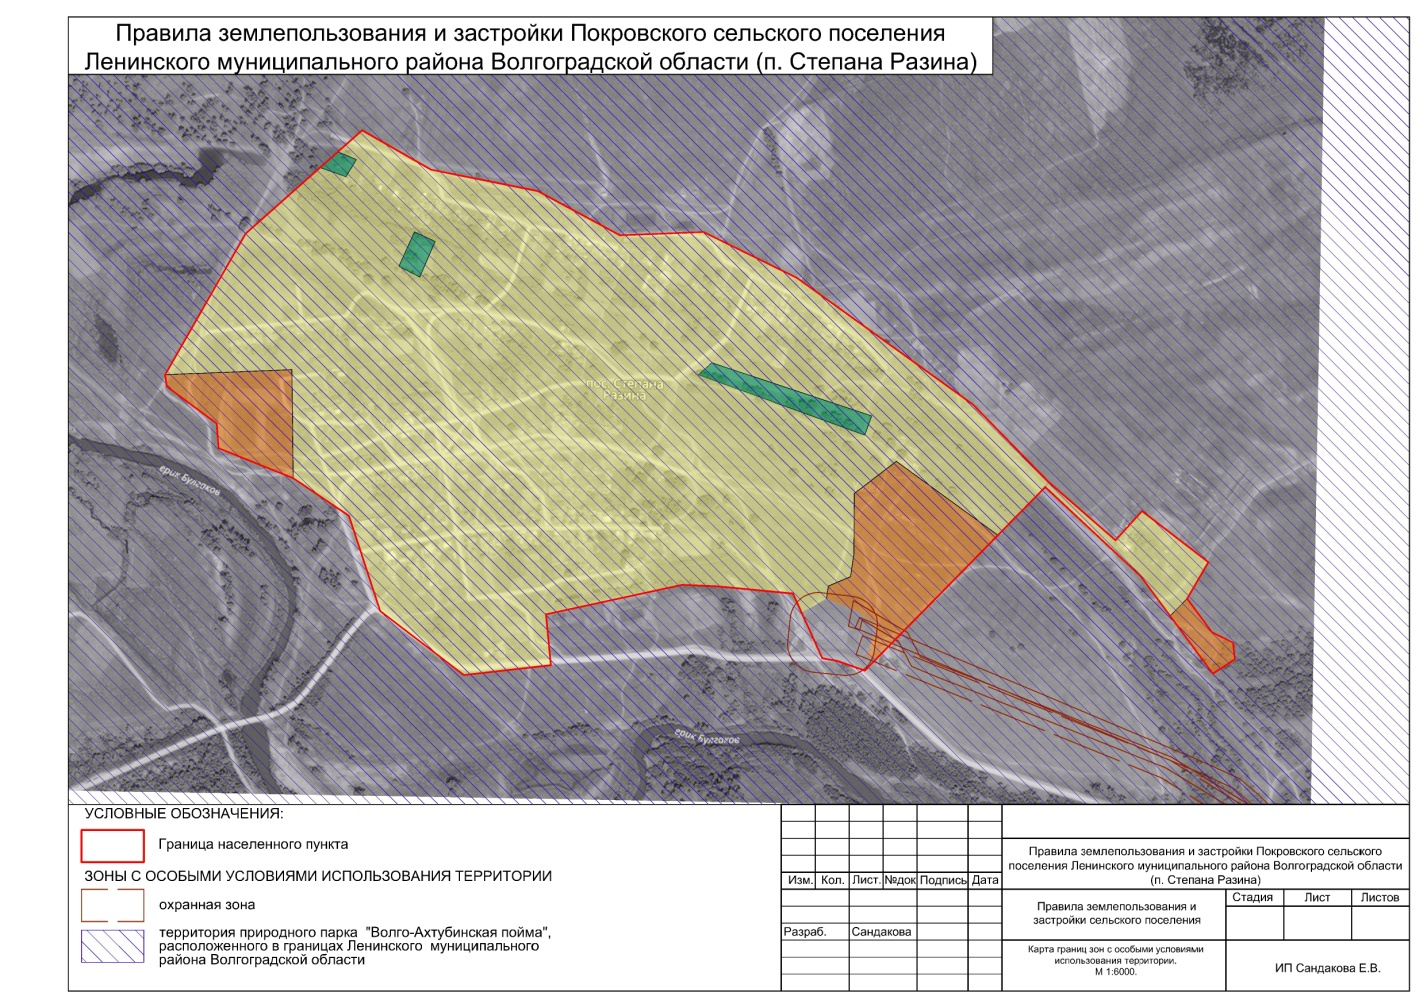 Правила землепользования и застройки Покровского сельского поселения
Ленинского муниципального района Волгоградской области (п. Степана Разина)
пос. Степана
Разина
ерик Булгаков
ерик Булгаков
УСЛОВНЫЕ ОБОЗНАЧЕНИЯ:
Граница населенного пункта
ЗОНЫ С ОСОБЫМИ УСЛОВИЯМИ ИСПОЛЬЗОВАНИЯ ТЕРРИТОРИИ
охранная зона
территория природного парка "Волго-Ахтубинская пойма",
расположенного в границах Ленинского муниципального
района Волгоградской области
Изм. Кол. Лист. №док Подпись Дата
Разраб. Сандакова
Правила землепользования и застройки Покровского сельского
поселения Ленинского муниципального района Волгоградской области
(п. Степана Разина)
Правила землепользования и
застройки сельского поселения
Стадия Лист Листов
Карта границ зон с особыми условиями
использования территории.
М 1:6000.
ИП Сандакова Е.В.